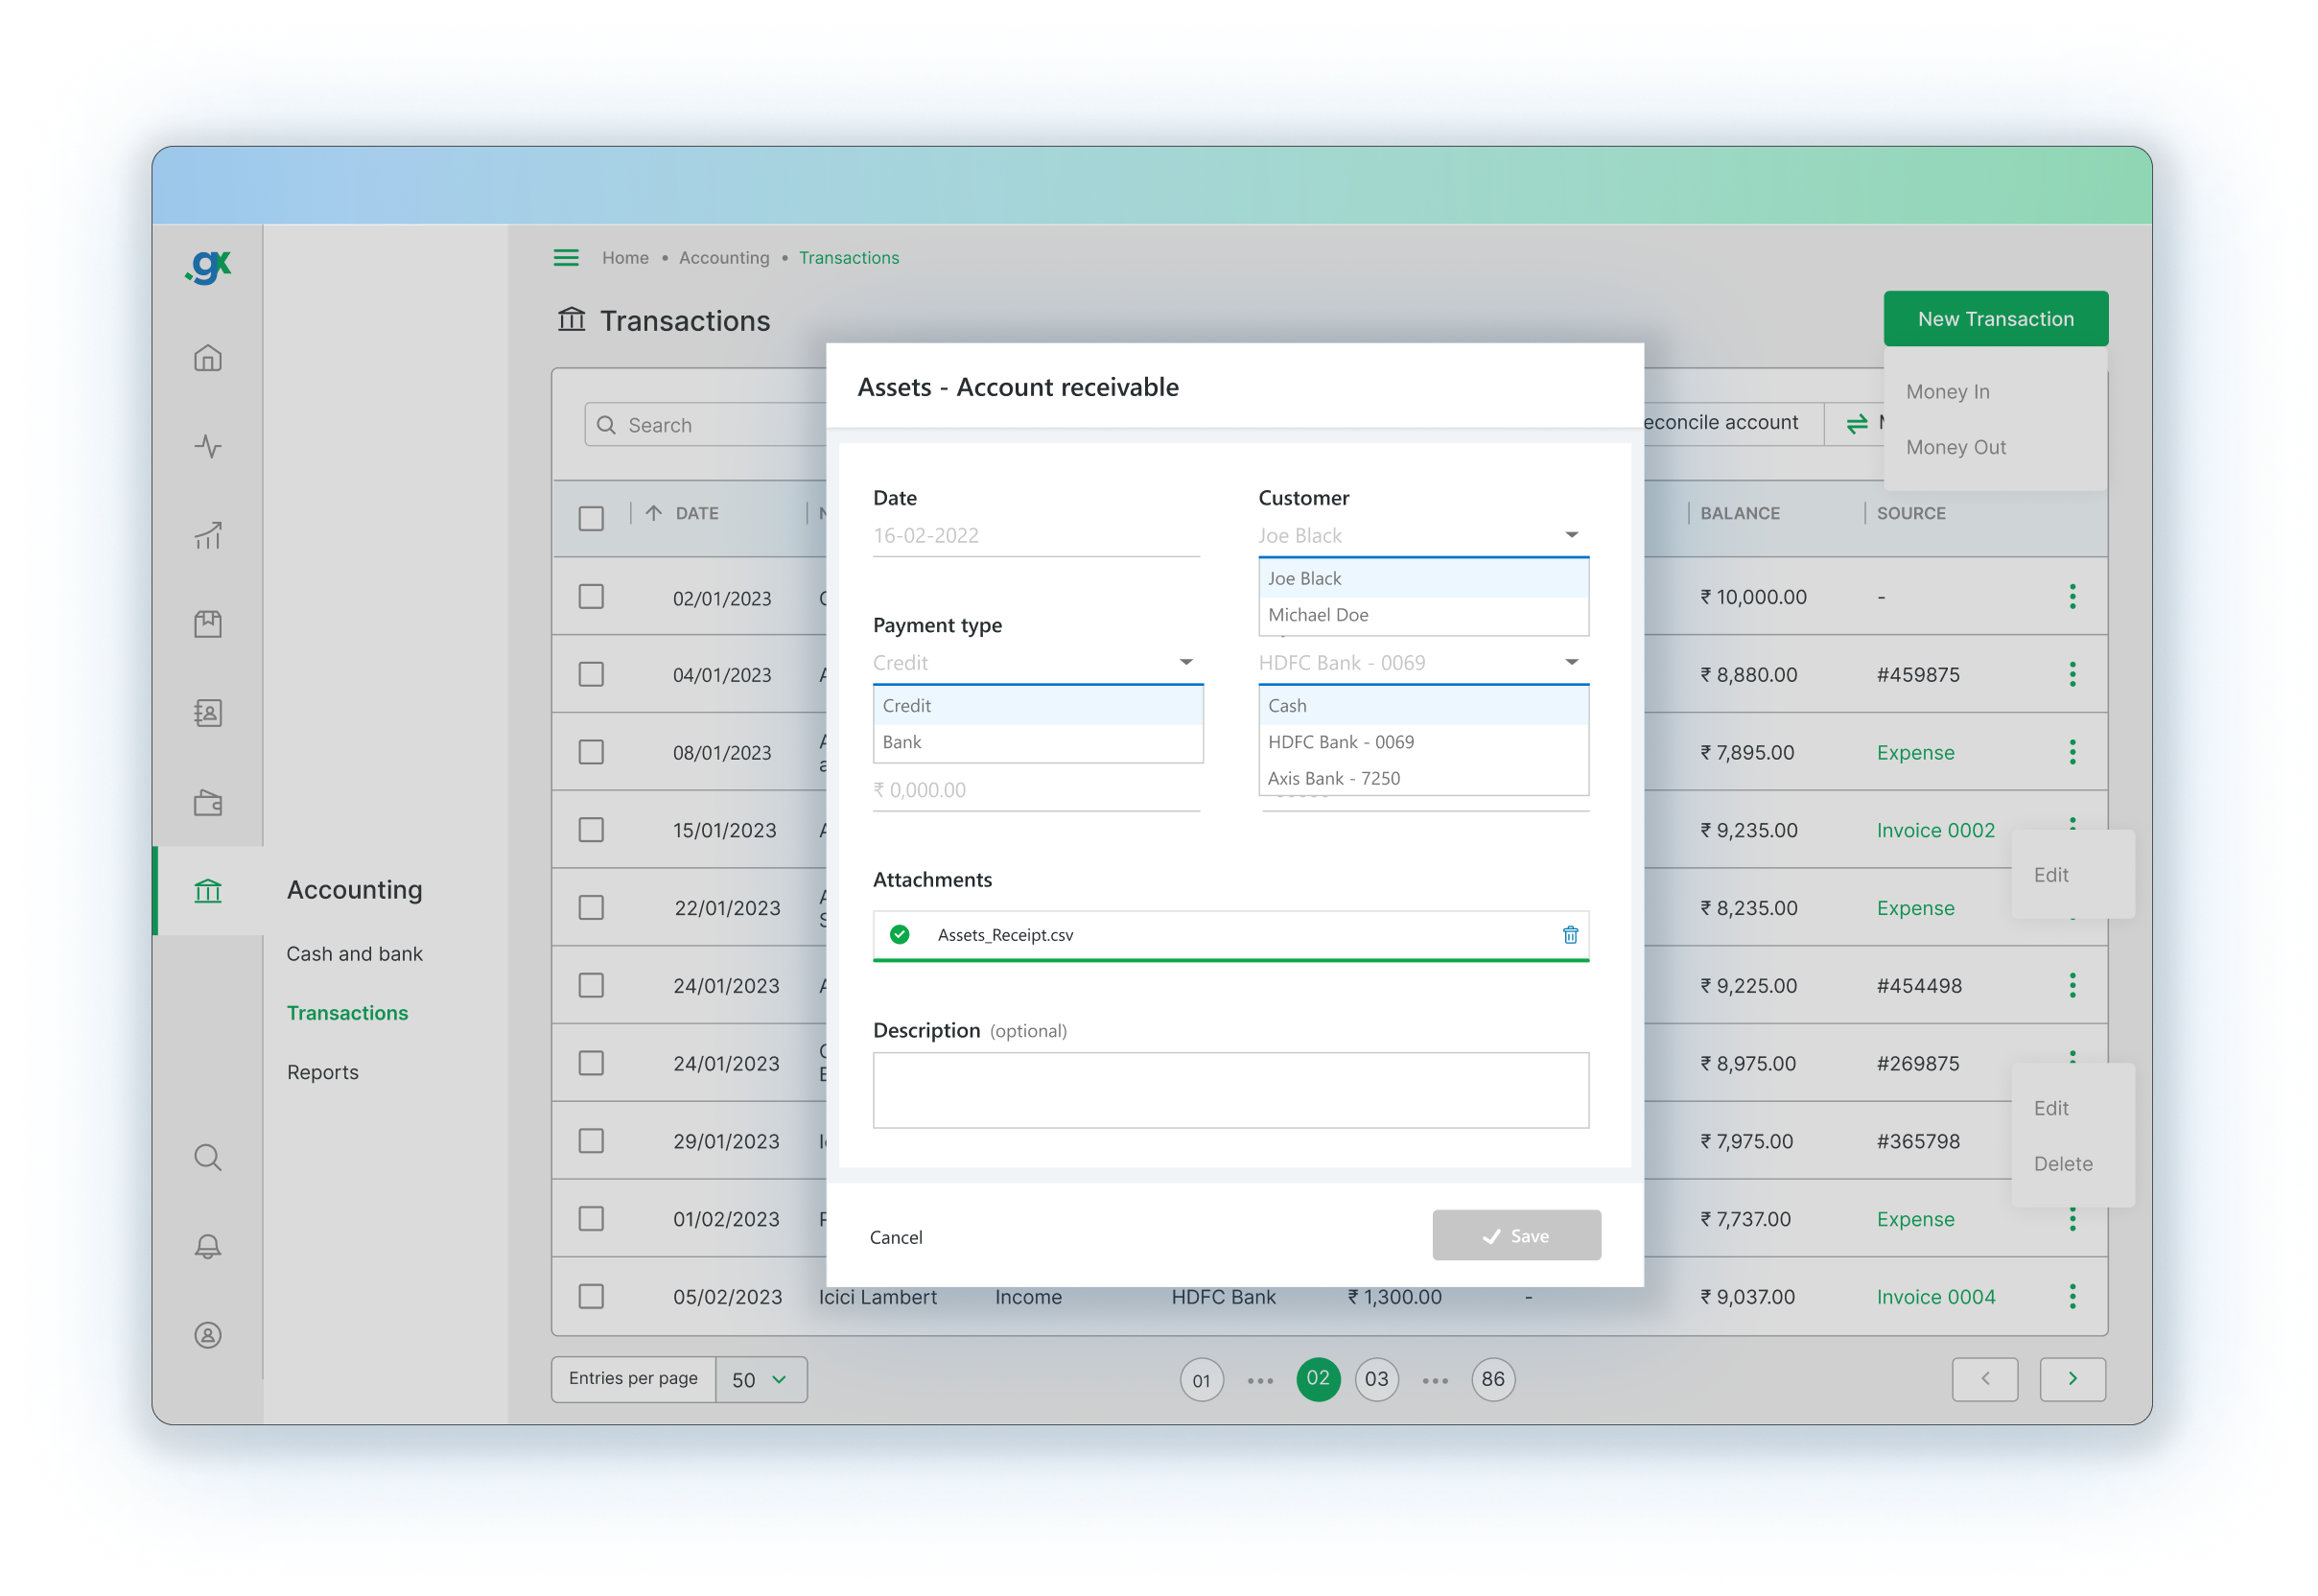 .gx
Home • Accounting • Transactions
Transactions
New Transaction
Money In
Money Out
Search
econcile account
DATE
BALANCE
SOURCE
02/01/2023
₹ 10,000.00
-
04/01/2023
₹ 8,880.00
#459875
08/01/2023
₹ 7,895.00
Expense
15/01/2023
₹ 9,235.00
Invoice 0002
Edit
22/01/2023
₹ 8,235.00
Expense
24/01/2023
₹ 9,225.00
#454498
24/01/2023
₹ 8,975.00
#269875
Edit
Delete
29/01/2023
₹ 7,975.00
#365798
01/02/2023
₹ 7,737.00
Expense
05/02/2023 Icici Lambert Income HDFC Bank ₹ 1,300.00 - ₹ 9,037.00 Invoice 0004
Entries per page 50
01 ••• 02 03 ••• 86
Accounting
Cash and bank
Transactions
Reports
Assets - Account receivable
Date
16-02-2022
Customer
Joe Black
Joe Black
Michael Doe
Payment type
Credit
Credit
Bank
HDFC Bank - 0069
Cash
HDFC Bank - 0069
Axis Bank - 7250
₹ 0,000.00
Attachments
Assets_Receipt.csv
Description (optional)
Cancel
Save